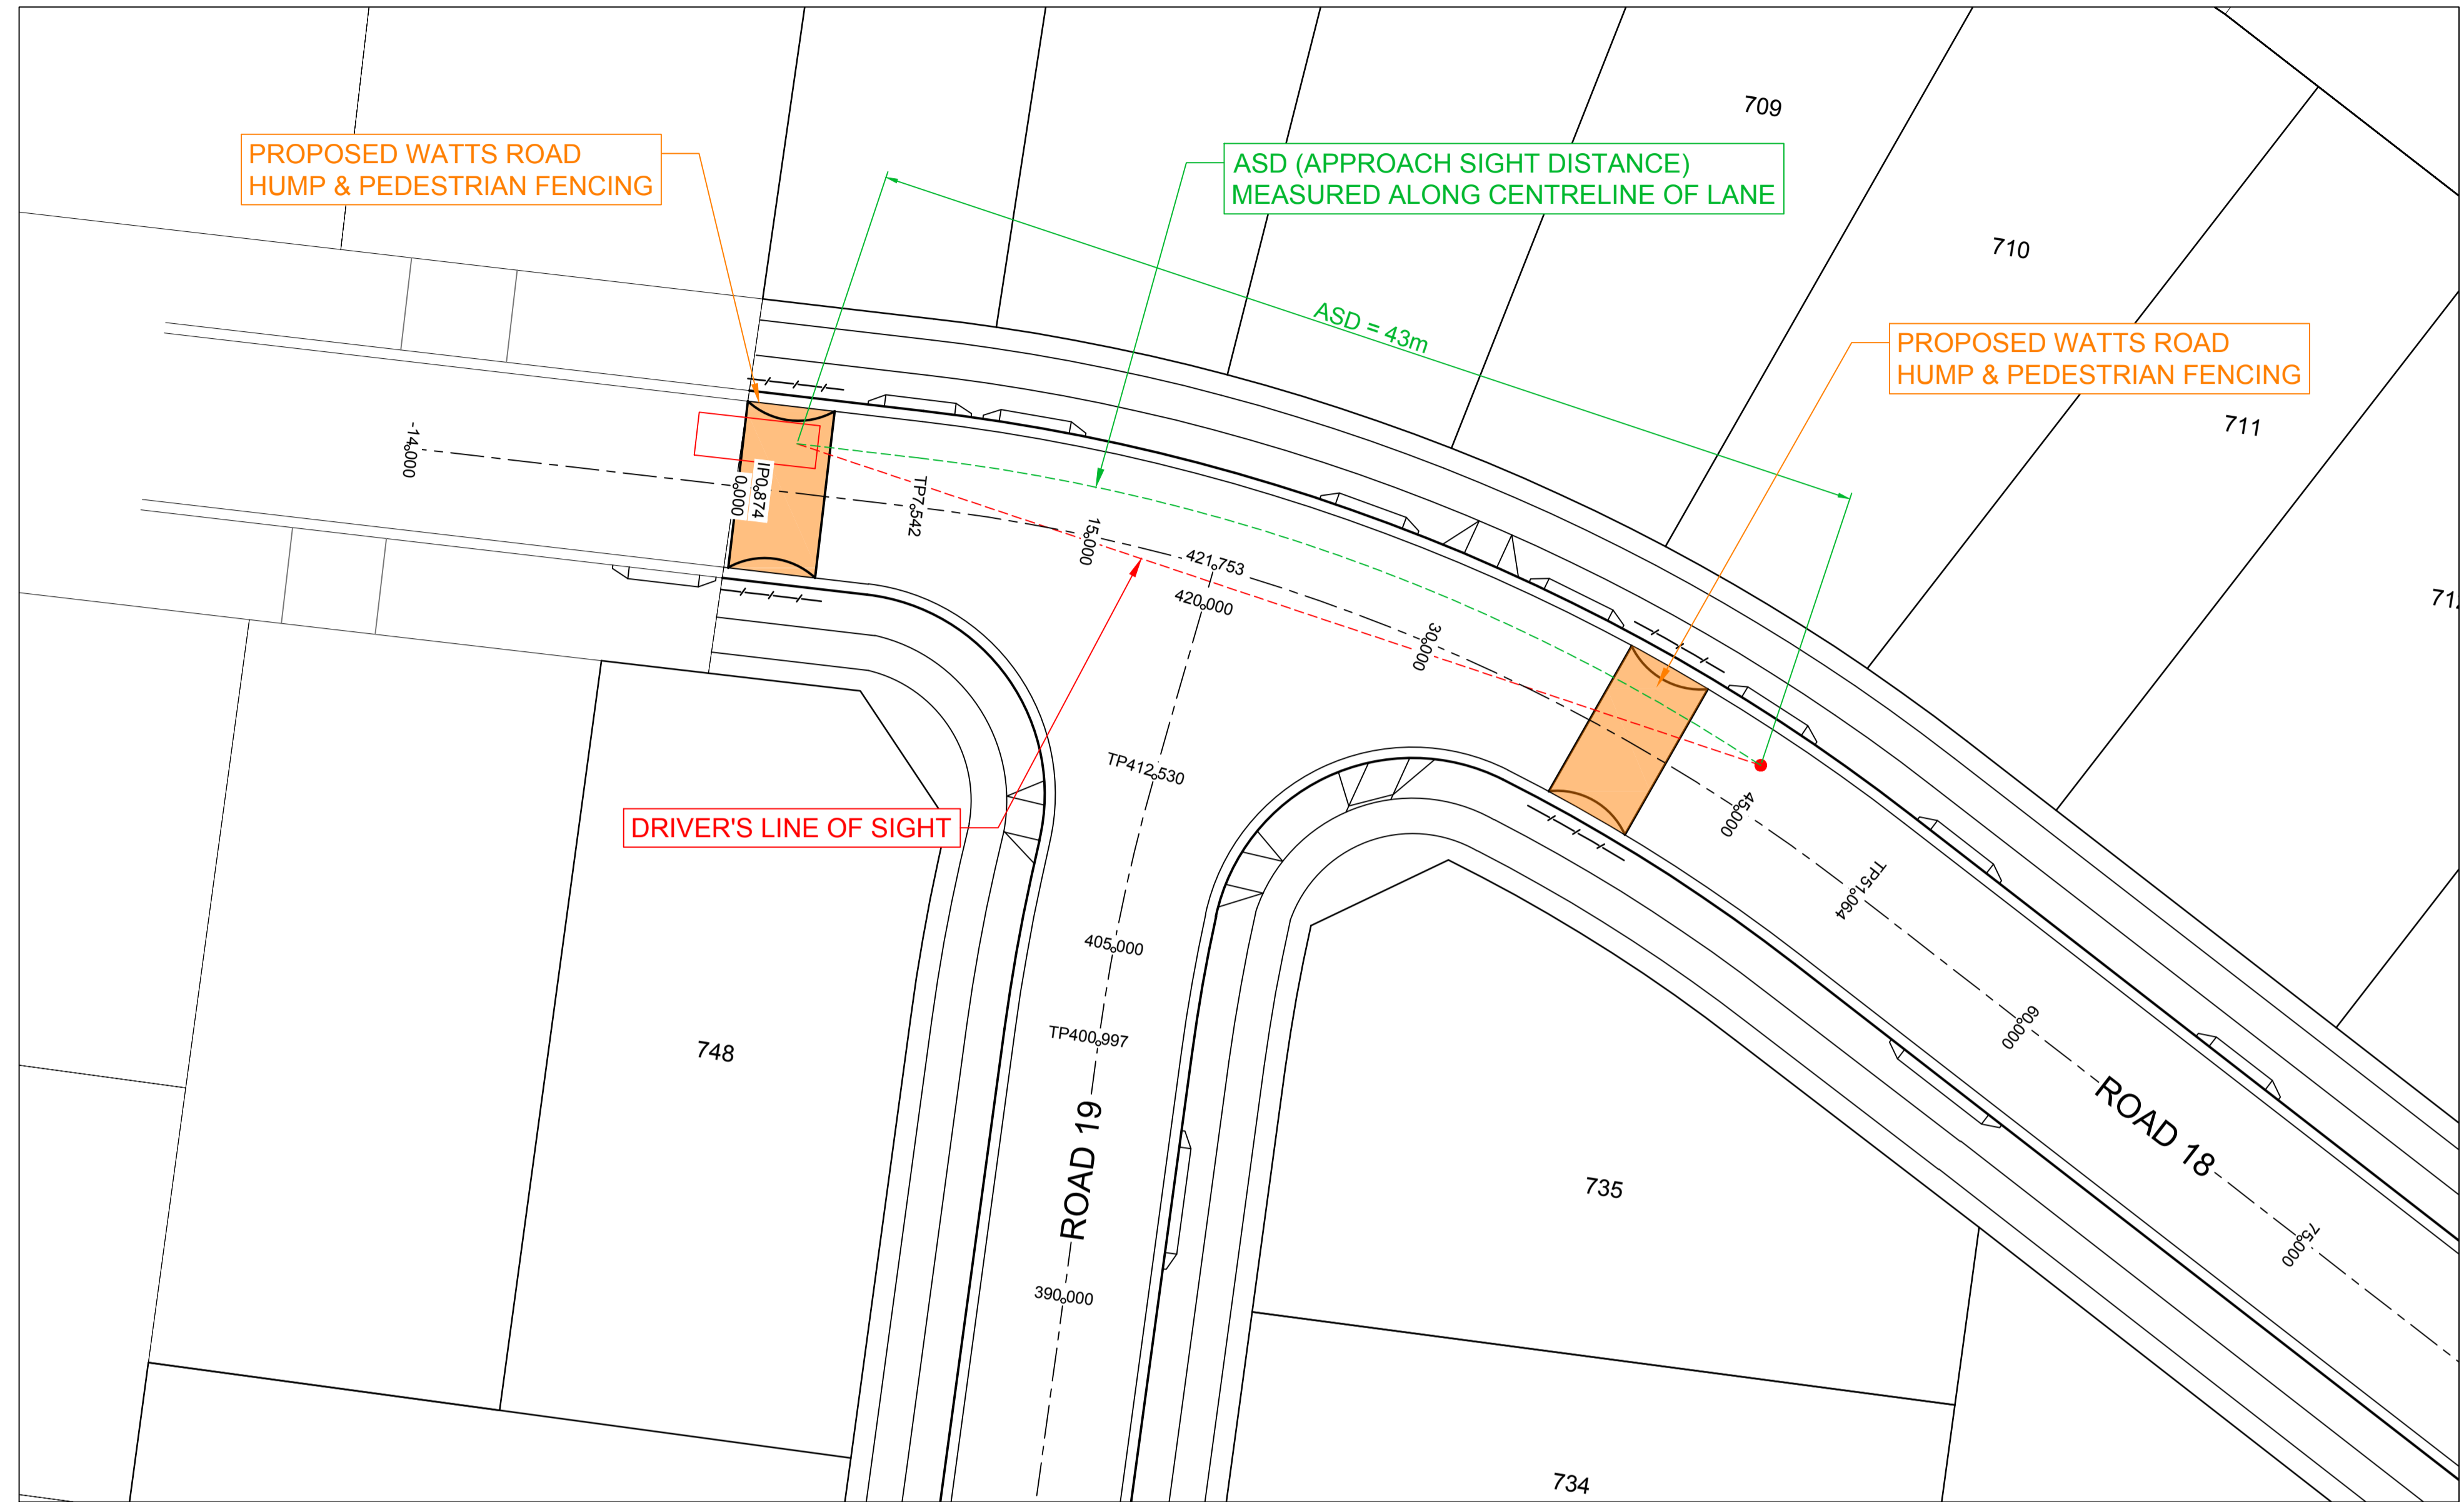 709
PROPOSED WATTS ROAD
HUMP & PEDESTRIAN FENCING
ASD (APPROACH SIGHT DISTANCE)
MEASURED ALONG CENTRELINE OF LANE
710
ASD = 43m
PROPOSED WATTS ROAD
HUMP & PEDESTRIAN FENCING
711
-14.000
IP0.874
0.000
TP7.542
15.000
421.753
420.000
30.000
TP412.530
45.000
DRIVER'S LINE OF SIGHT
TP51.064
405.000
60.000
TP400.997
748
ROAD 19
ROAD 18
735
75.000
390.000
734